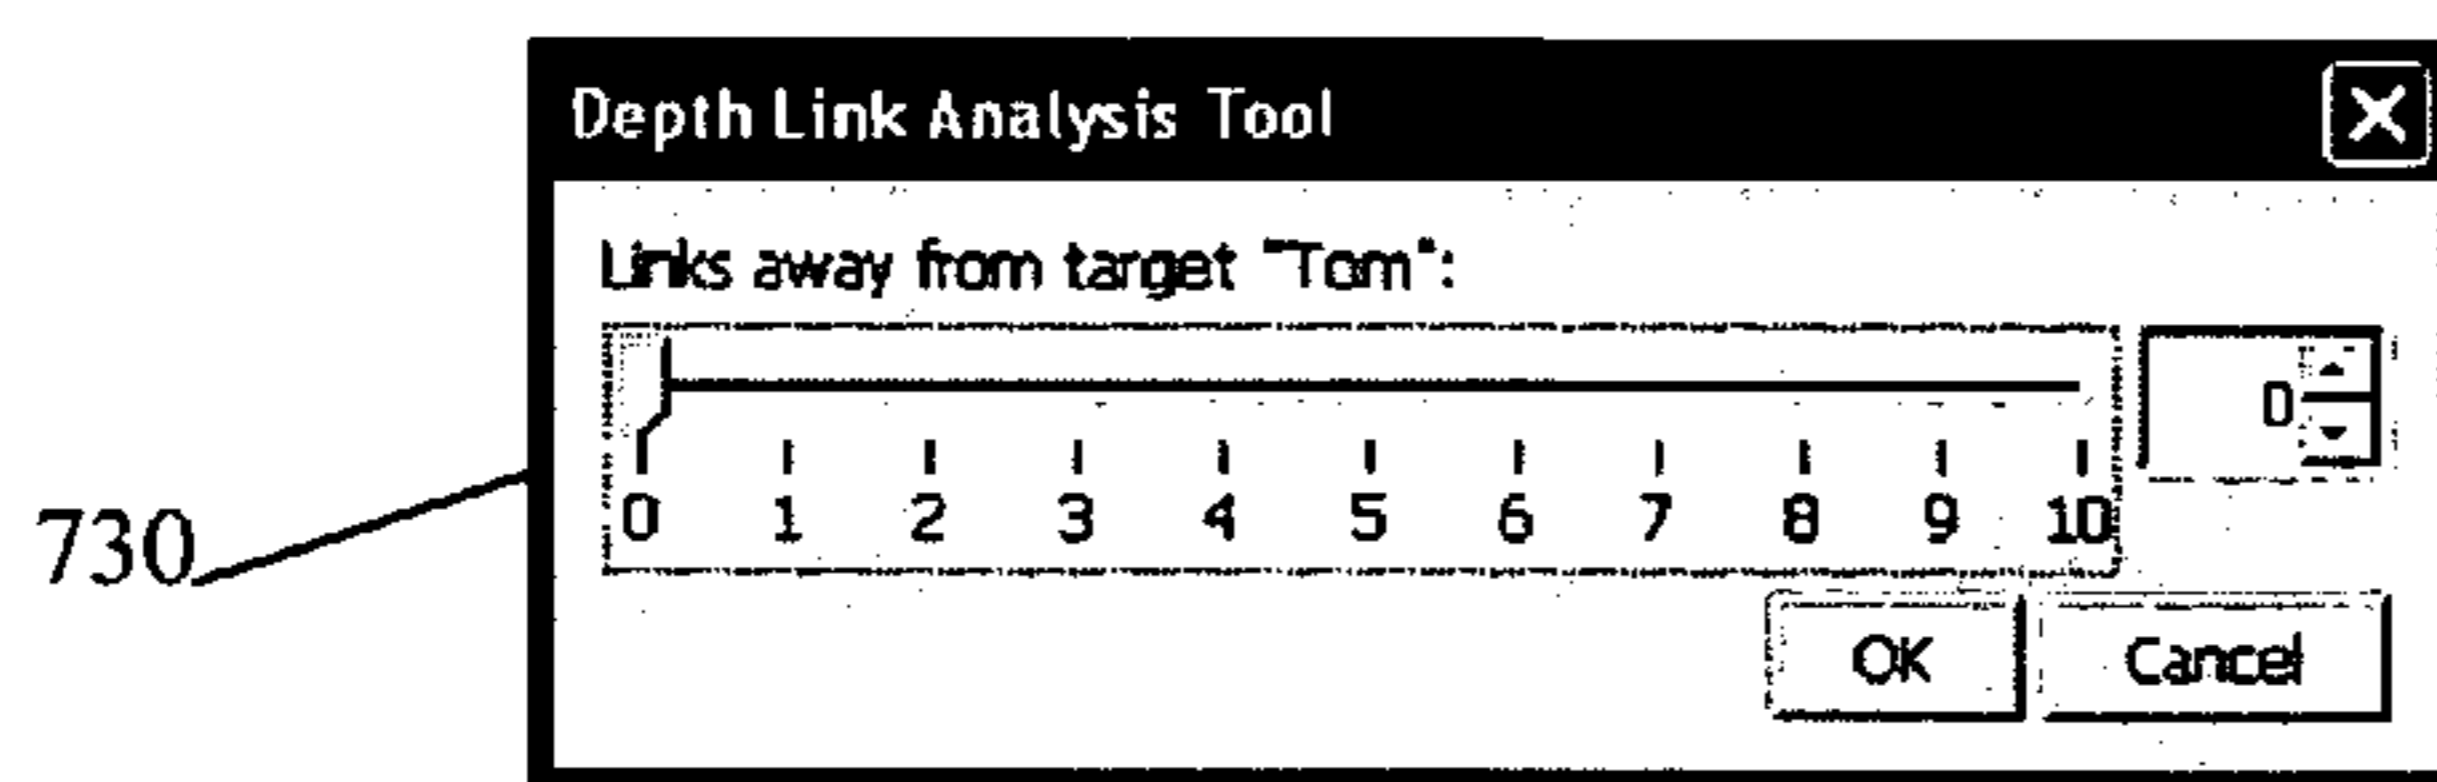 Depth Link Analysis Tool
Links away from target "Tom":
0
0 1 2 3 4 5 6 7 8 9 10
730
OK Cancel